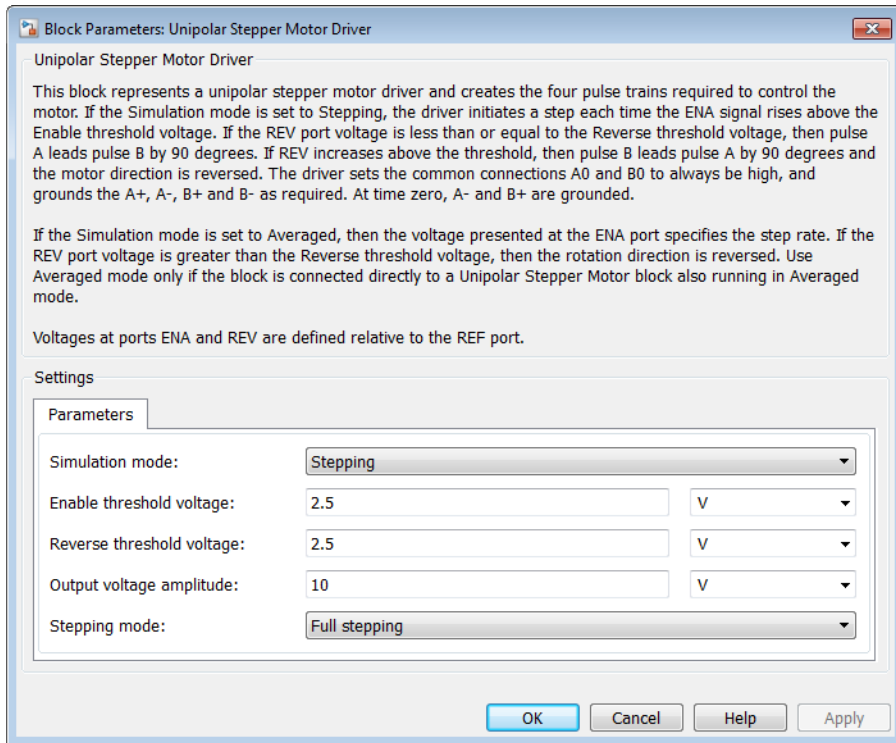 Block Parameters: Unipolar Stepper Motor Driver
Unipolar Stepper Motor Driver
This block represents a unipolar stepper motor driver and creates the four pulse trains required to control the
motor. If the Simulation mode is set to Stepping, the driver initiates a step each time the ENA signal rises above the
Enable threshold voltage. If the REV port voltage is less than or equal to the Reverse threshold voltage, then pulse
A leads pulse B by 90 degrees. If REV increases above the threshold, then pulse B leads pulse A by 90 degrees and
the motor direction is reversed. The driver sets the common connections A0 and B0 to always be high, and
grounds the A+, A-, B+ and B- as required. At time zero, A- and B+ are grounded.
If the Simulation mode is set to Averaged, then the voltage presented at the ENA port specifies the step rate. If the
REV port voltage is greater than the Reverse threshold voltage, then the rotation direction is reversed. Use
Averaged mode only if the block is connected directly to a Unipolar Stepper Motor block also running in Averaged
mode.
Voltages at ports ENA and REV are defined relative to the REF port.
Settings
Parameters
Simulation mode: Stepping
Enable threshold voltage: 2.5 V
Reverse threshold voltage: 2.5 V
Output voltage amplitude: 10 V
Stepping mode: Full stepping
OK Cancel Help Apply